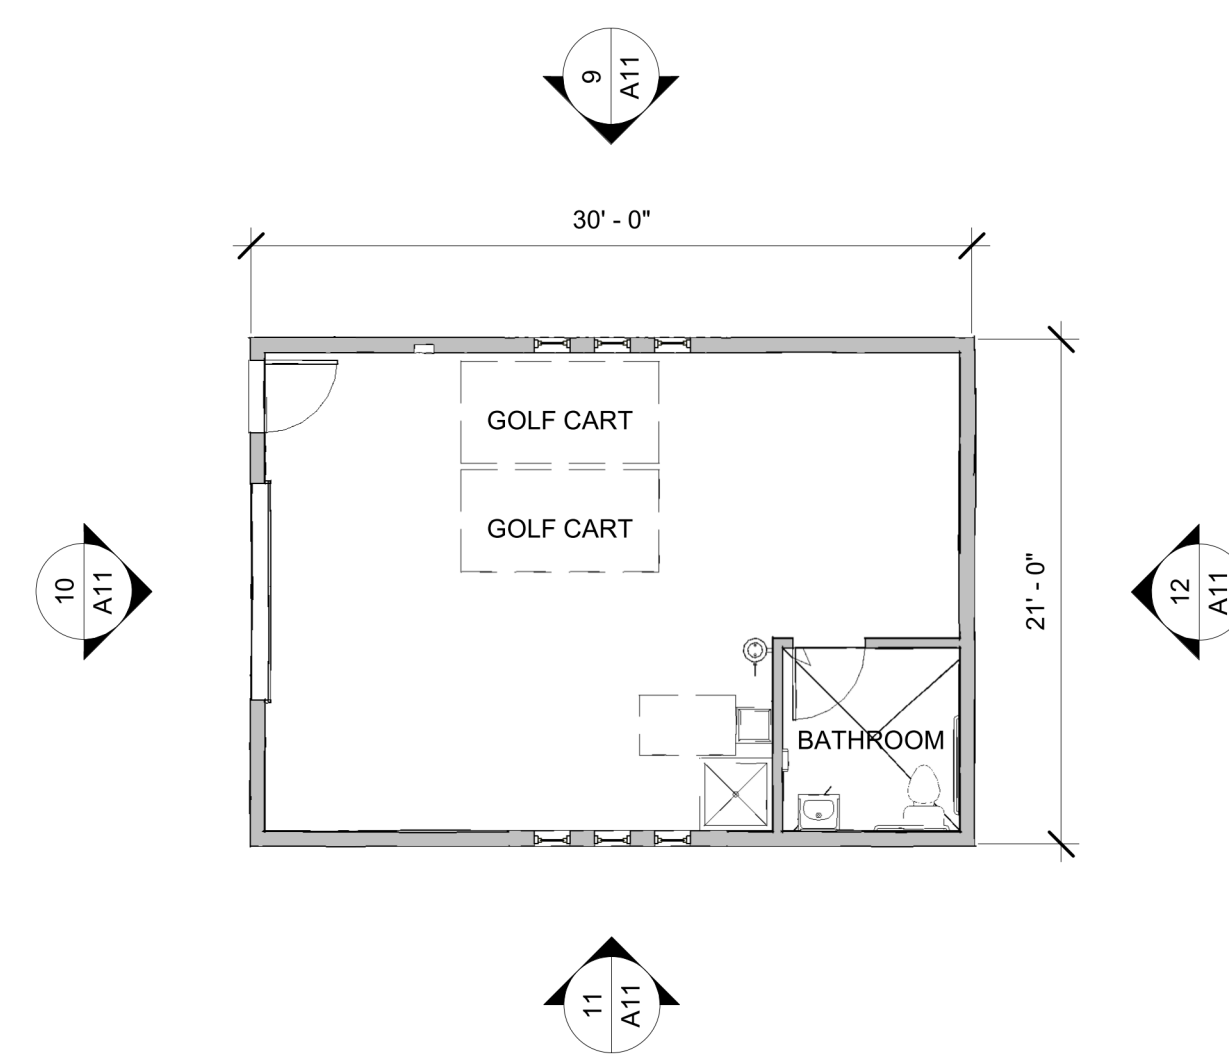 9
A11
30' - 0"
GOLF CART
GOLF CART
10
A11
21' - 0"
12
A11
BATHROOM
11
A11